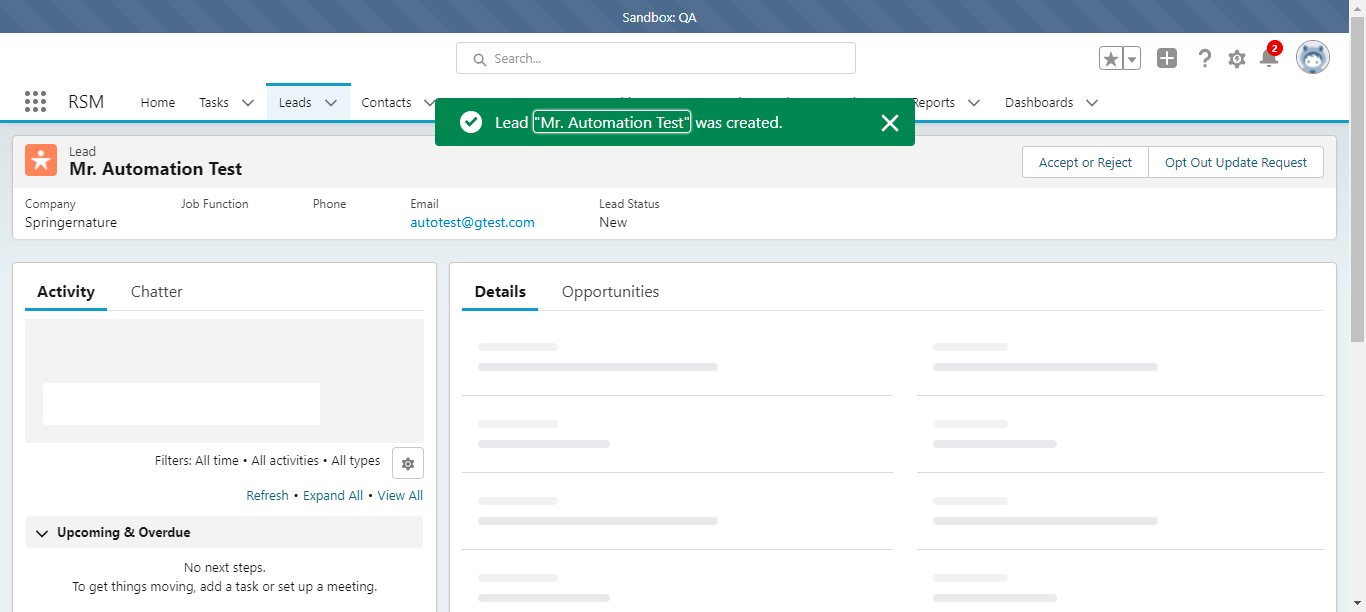 Sandbox: QA
Search...
2
RSM Home Tasks Leads Contacts Reports Dashboards
Lead "Mr. Automation Test" was created.
Lead
Mr. Automation Test
Accept or Reject Opt Out Update Request
Company Job Function Phone Email Lead Status
Springernature autotest@gtest.com New
Activity Chatter
Details Opportunities
Filters: All time • All activities • All types
Refresh • Expand All • View All
Upcoming & Overdue
No next steps.
To get things moving, add a task or set up a meeting.